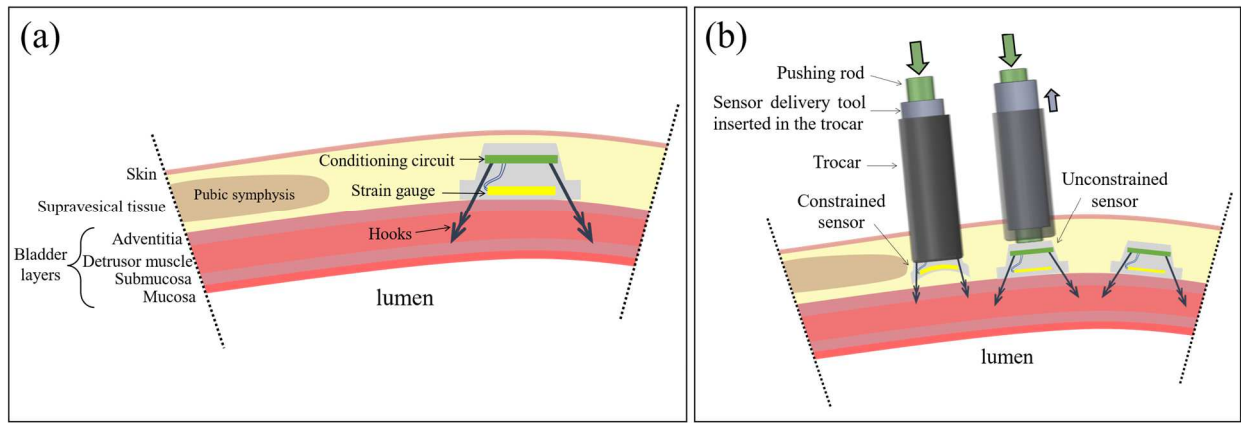 (a)
Skin
Pubic symphysis
Supravesical tissue
Bladder
layers
Adventitia
Detrusor muscle
Submucosa
Mucosa
Conditioning circuit
Strain gauge
Hooks
lumen
(b)
Pushing rod
Sensor delivery tool
inserted in the trocar
Trocar
Constrained
sensor
Unconstrained
sensor
lumen